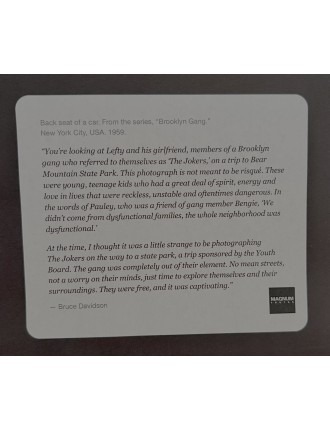 Back seat of a car. From the series, "Brooklyn Gang."
New York City, USA. 1959.
"You're looking at Lefty and his girlfriend, members of a Brooklyn
gang who referred to themselves as 'The Jokers,' on a trip to Bear
Mountain State Park. This photograph is not meant to be risqué. These
were young, teenage kids who had a great deal of spirit, energy and
love in lives that were reckless, unstable and oftentimes dangerous. In
the words of Pauley, who was a friend of gang member Bengie, 'We
didn't come from dysfunctional families, the whole neighborhood was
dysfunctional.'
At the time, I thought it was a little strange to be photographing
The Jokers on the way to a state park, a trip sponsored by the Youth
Board. The gang was completely out of their element. No mean streets,
not a worry on their minds, just time to explore themselves and their
surroundings. They were free, and it was captivating."
— Bruce Davidson
MAGNUM
PHOTOS